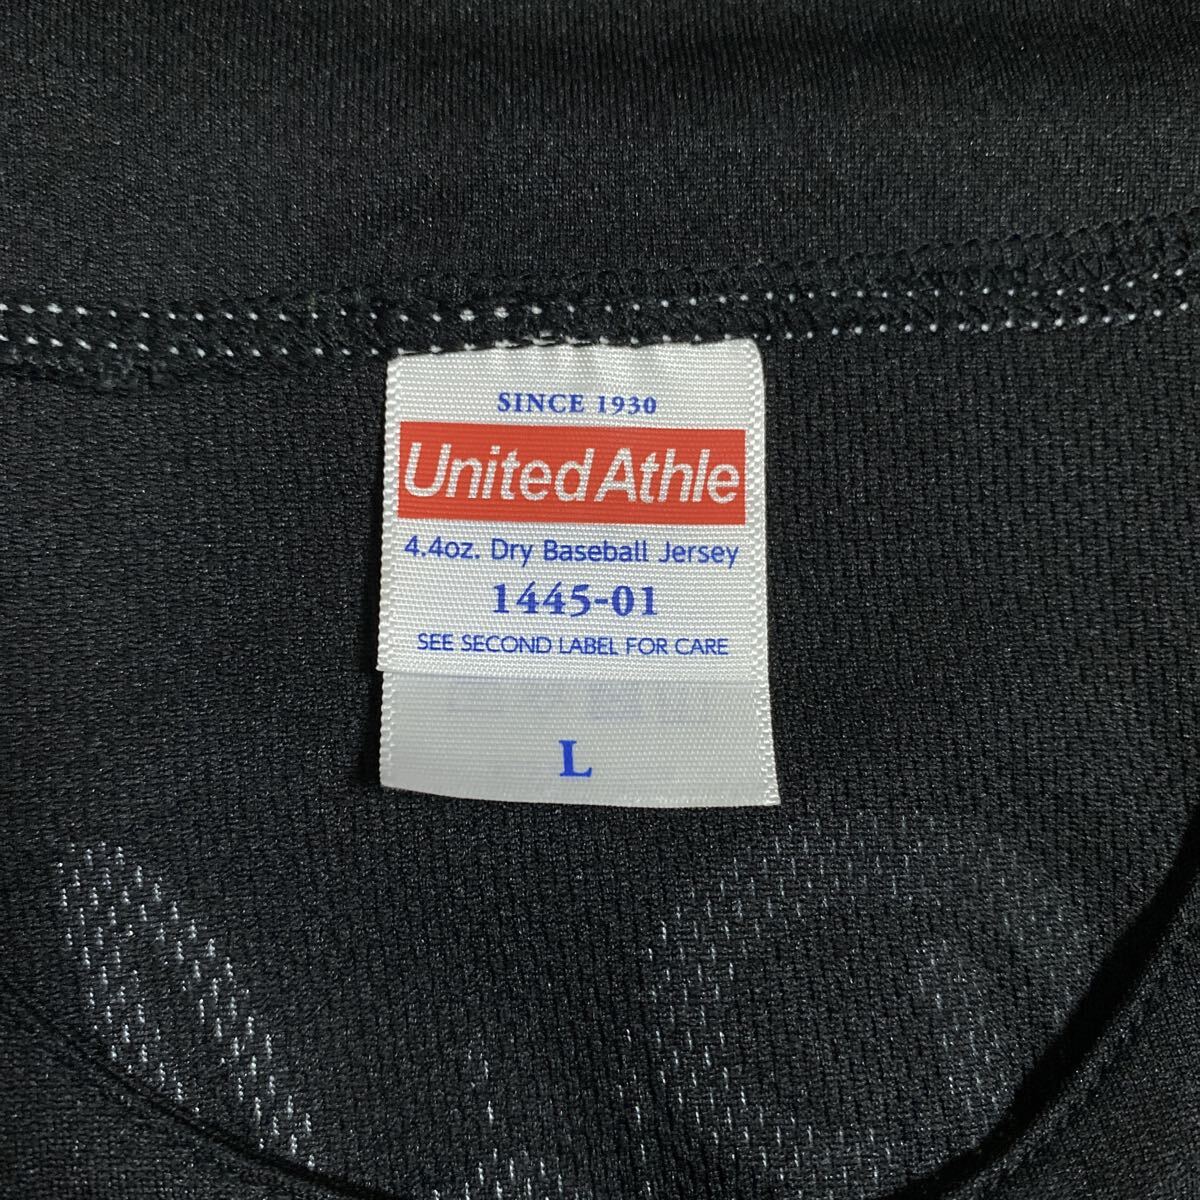 SINCE 1930
United Athle
4.4oz. Dry Baseball Jersey
1445-01
SEE SECOND LABEL FOR CARE
L